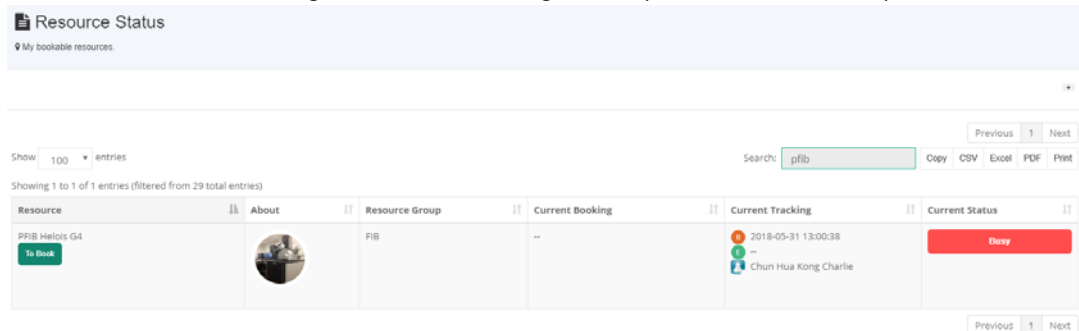 Resource Status
My bookable resources.
Previous 1 Next
Show 100 entries
Search: pfib
Copy CSV Excel PDF Print
Showing 1 to 1 of 1 entries (filtered from 29 total entries)
Resource About Resource Group Current Booking Current Tracking Current Status
PFIB Helois G4 FIB -- B 2018-05-31 13:00:38 Busy
To Book E --
Chun Hua Kong Charlie
Previous 1 Next